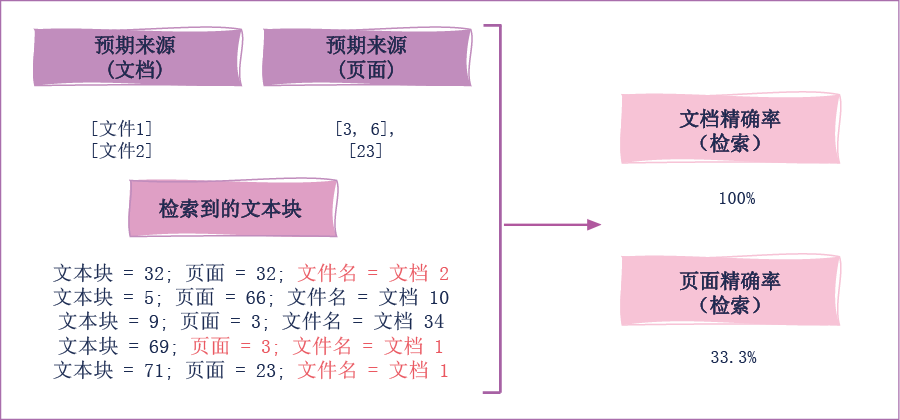 预期来源
(文档)
预期来源
(页面)
[文件1]
[文件2]
[3, 6],
[23]
检索到的文本块
文本块 = 32; 页面 = 32; 文件名 = 文档 2
文本块 = 5; 页面 = 66; 文件名 = 文档 10
文本块 = 9; 页面 = 3; 文件名 = 文档 34
文本块 = 69; 页面 = 3; 文件名 = 文档 1
文本块 = 71; 页面 = 23; 文件名 = 文档 1
文档精确率
（检索）
100%
页面精确率
（检索）
33.3%